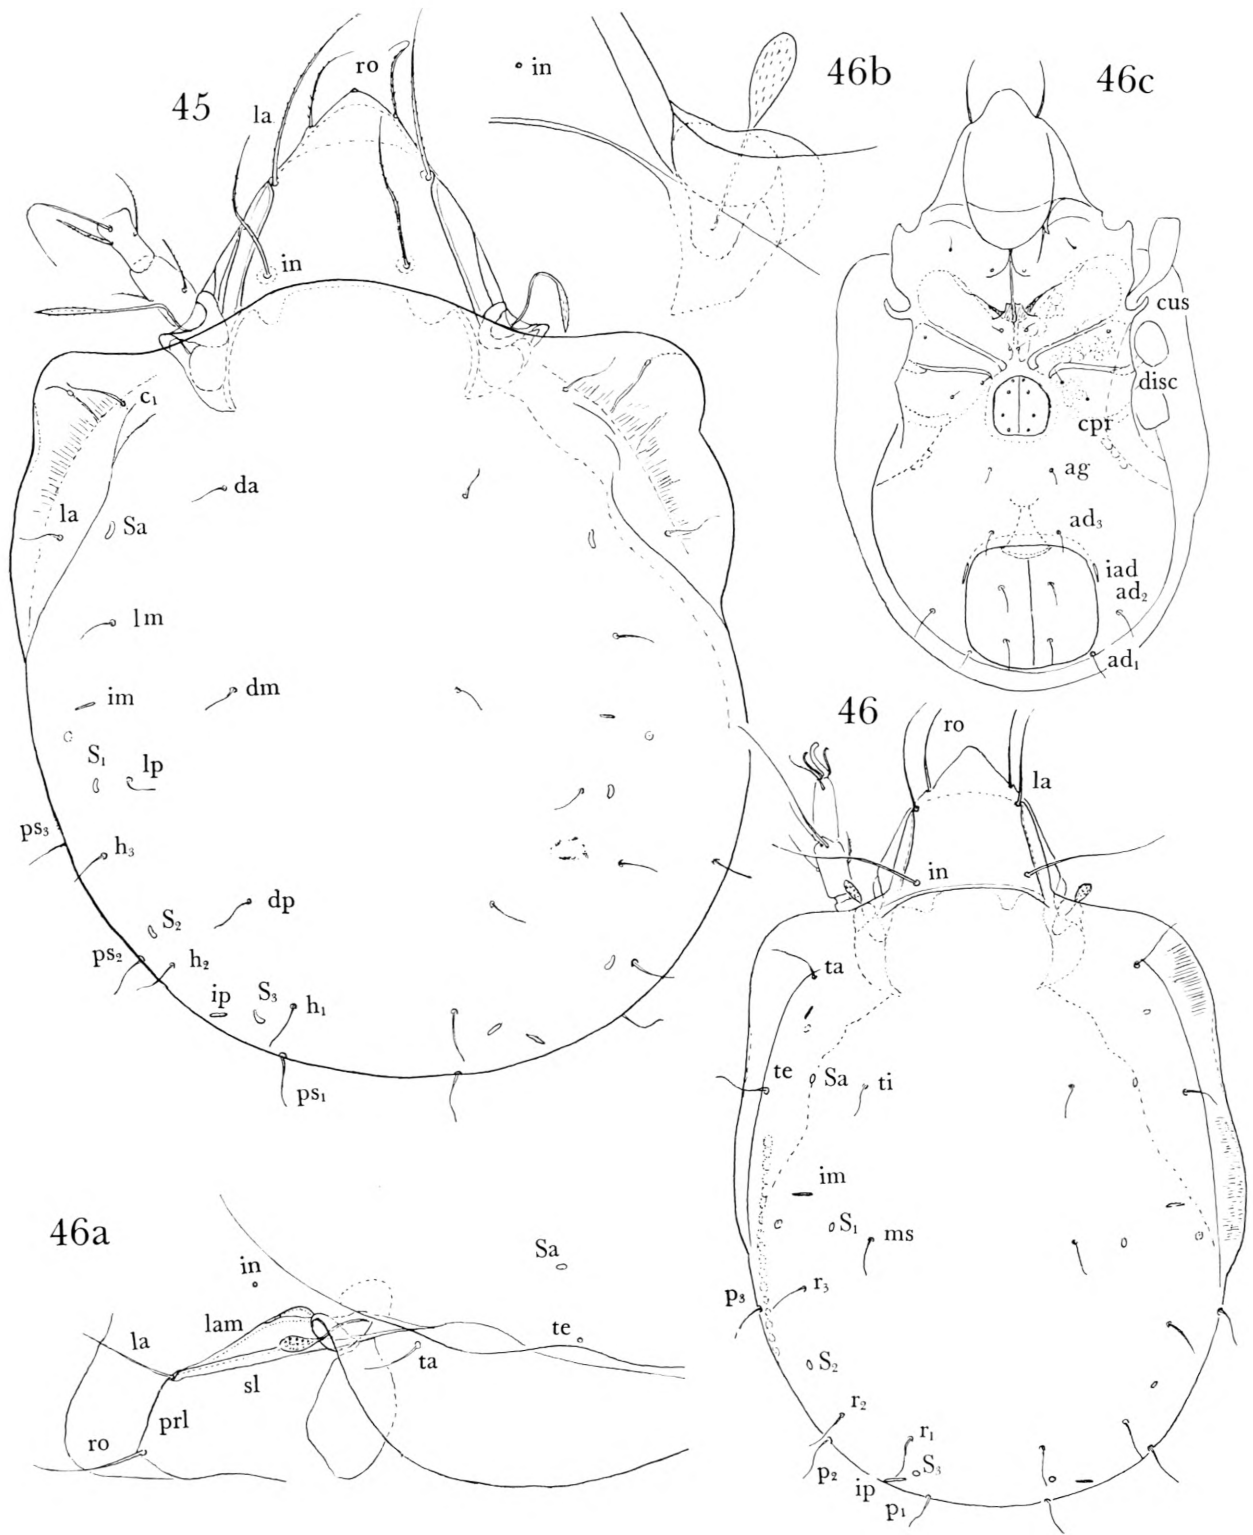 45
ro
la
in
c₁
da
la
Sa
lm
im
dm
S₁
lp
ps₃
h₃
dp
S₂
ps₂
h₂
ip
S₃
h₁
ps₁
46b
in
46c
cus
disc
cpr
ag
ad₃
iad
ad₂
ad₁
46
ro
la
in
ta
te
Sa
ti
im
S₁
ms
p₃
r₃
S₂
r₂
r₁
p₂
S₃
ip
p₁
46a
in
Sa
lam
la
te
ta
sl
prl
ro